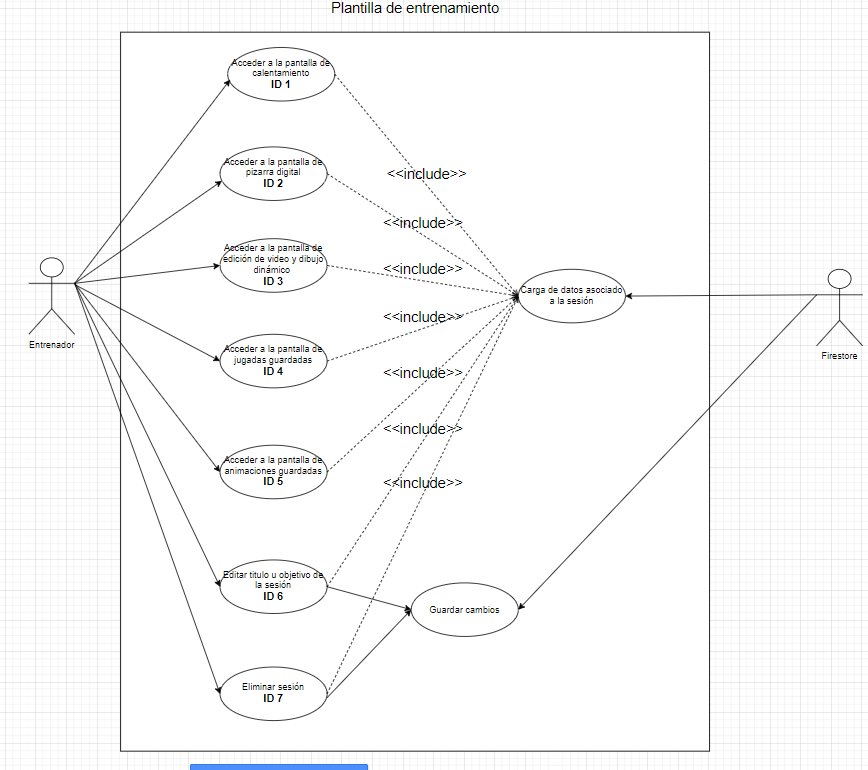 Plantilla de entrenamiento
Acceder a la pantalla de
calentamiento
ID 1
Acceder a la pantalla de
pizarra digital
ID 2
Acceder a la pantalla de
edición de video y dibujo
dinámico
ID 3
Acceder a la pantalla de
jugadas guardadas
ID 4
Acceder a la pantalla de
animaciones guardadas
ID 5
Editar titulo u objetivo de
la sesión
ID 6
Eliminar sesión
ID 7
<<include>>
<<include>>
<<include>>
<<include>>
<<include>>
<<include>>
<<include>>
Carga de datos asociado
a la sesión
Guardar cambios
Entrenador
Firestore